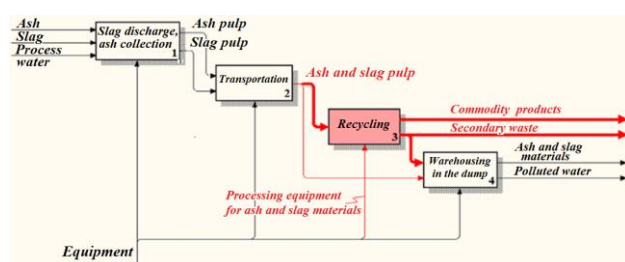 Ash
Slag
Process
water
Slag discharge,
ash collection
1
Ash pulp
Slag pulp
Transportation
2
Ash and slag pulp
Recycling
3
Commodity products
Secondary waste
Warehousing
in the dump
4
Ash and slag
materials
Polluted water
Processing equipment
for ash and slag materials
Equipment